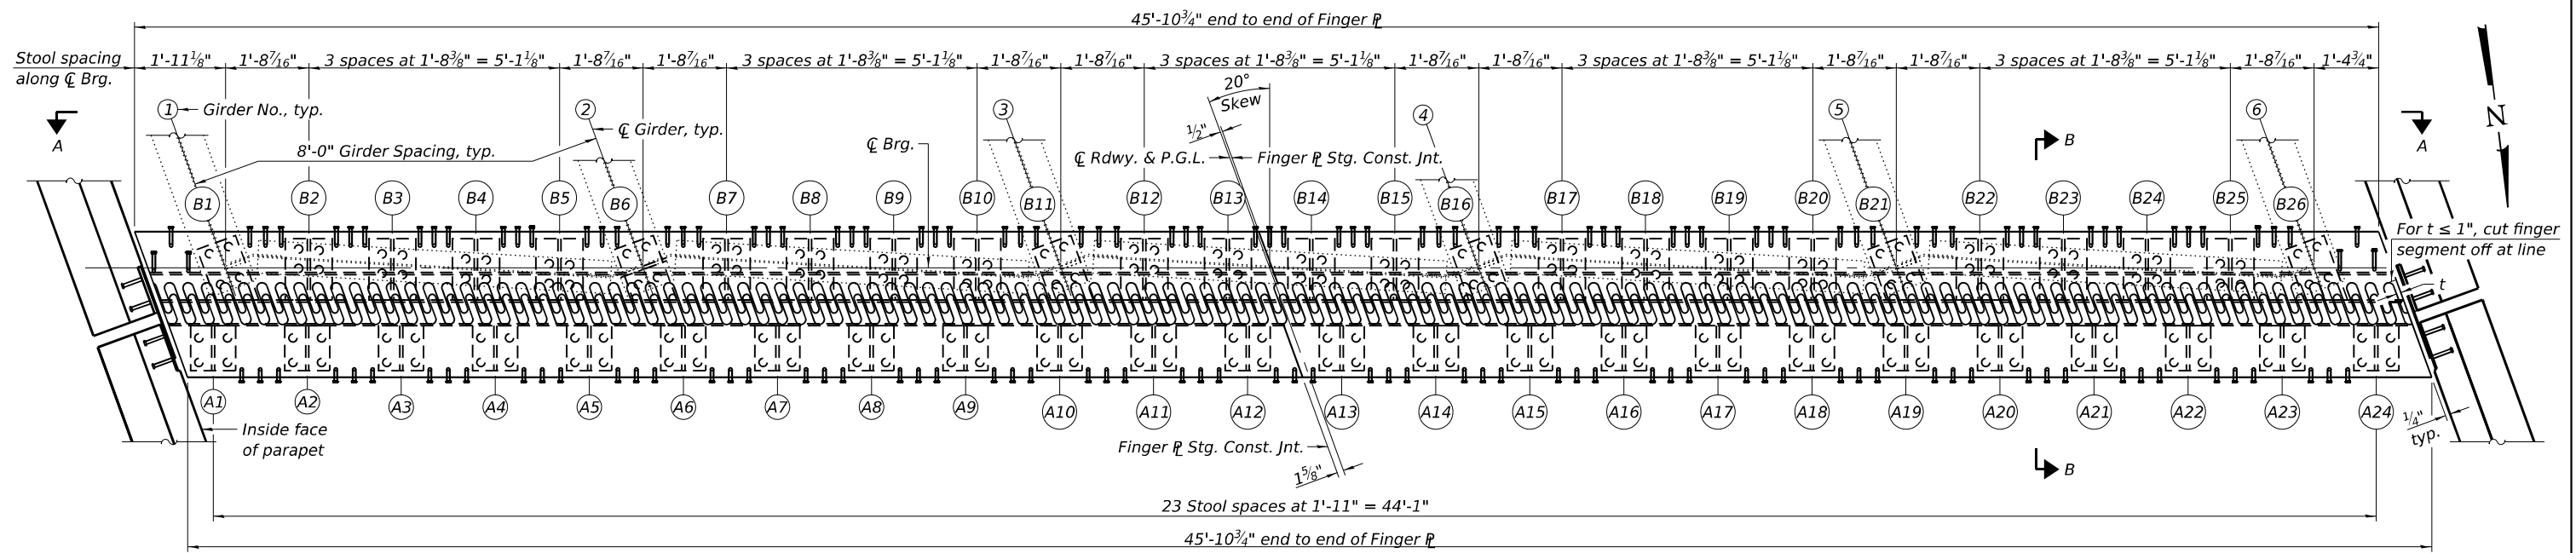 45'-10¾" end to end of Finger ℄
Stool spacing
along ℄ Brg.
1'-11⅛"
1'-8⁷⁄₁₆"
3 spaces at 1'-8⅜" = 5'-1⅛"
1'-8⁷⁄₁₆"
1'-8⁷⁄₁₆"
3 spaces at 1'-8⅜" = 5'-1⅛"
1'-8⁷⁄₁₆"
1'-8⁷⁄₁₆"
3 spaces at 1'-8⅜" = 5'-1⅛"
1'-8⁷⁄₁₆"
1'-8⁷⁄₁₆"
3 spaces at 1'-8⅜" = 5'-1⅛"
1'-8⁷⁄₁₆"
1'-8⁷⁄₁₆"
3 spaces at 1'-8⅜" = 5'-1⅛"
1'-8⁷⁄₁₆"
1'-4¾"
20°
Skew
1 Girder No., typ.
2
3
4
5
6
A
A
℄ Girder, typ.
½"
8'-0" Girder Spacing, typ.
℄ Brg.
℄ Rdwy. & P.G.L.
Finger ℄ Stg. Const. Jnt.
B
N
B1 B2 B3 B4 B5 B6 B7 B8 B9 B10 B11 B12 B13 B14 B15 B16 B17 B18 B19 B20 B21 B22 B23 B24 B25 B26
For t ≤ 1", cut finger
segment off at line
t
A1 A2 A3 A4 A5 A6 A7 A8 A9 A10 A11 A12 A13 A14 A15 A16 A17 A18 A19 A20 A21 A22 A23 A24
Inside face
of parapet
Finger ℄ Stg. Const. Jnt.
1⅝"
B
¼"
typ.
23 Stool spaces at 1'-11" = 44'-1"
45'-10¾" end to end of Finger ℄